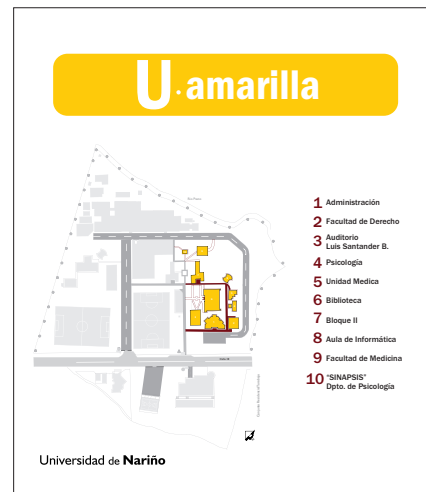 U·amarilla
1 Administración
2 Facultad de Derecho
3 Auditorio
Luis Santander B.
4 Psicología
5 Unidad Medica
6 Biblioteca
7 Bloque II
8 Aula de Informática
9 Facultad de Medicina
10 "SINAPSIS"
Dpto. de Psicología
Universidad de Nariño